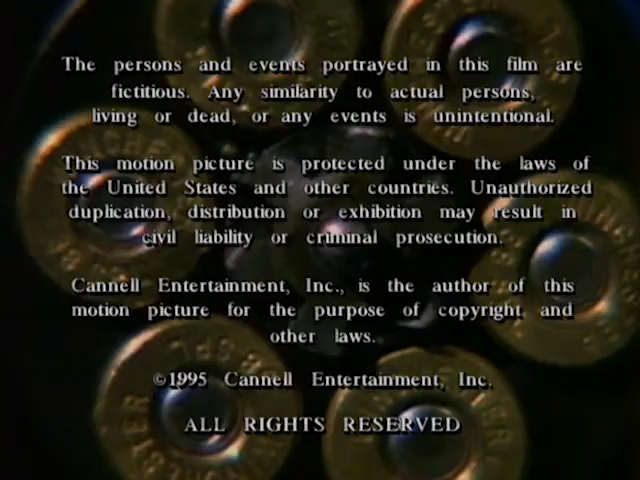 The persons and events portrayed in this film are
fictitious. Any similarity to actual persons,
living or dead, or any events is unintentional.
This motion picture is protected under the laws of
the United States and other countries. Unauthorized
duplication, distribution or exhibition may result in
civil liability or criminal prosecution.
Cannell Entertainment, Inc., is the author of this
motion picture for the purpose of copyright and
other laws.
©1995 Cannell Entertainment, Inc.
ALL RIGHTS RESERVED